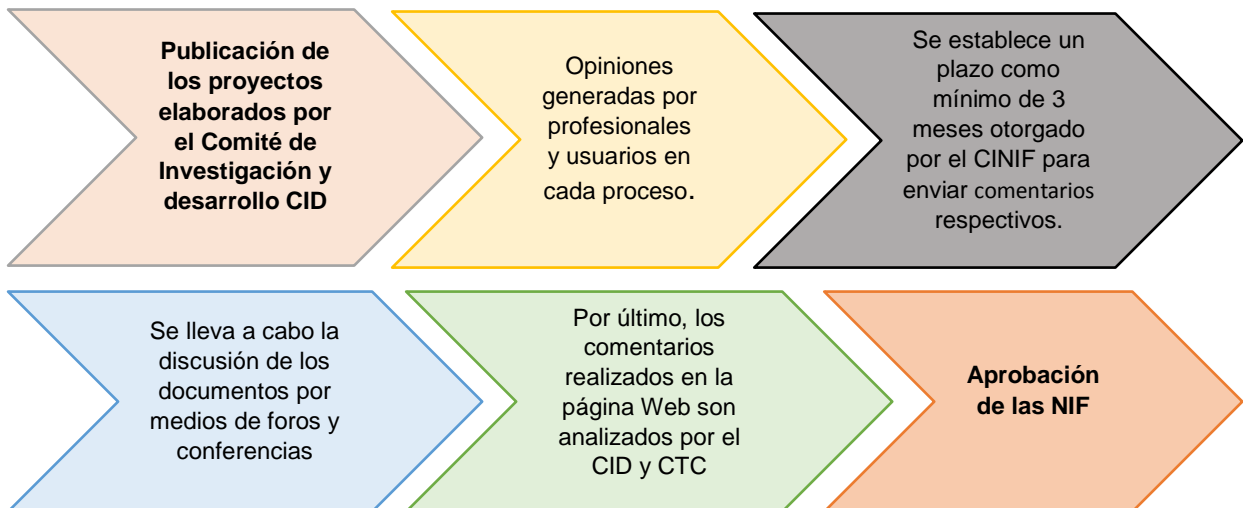 Publicación de
los proyectos
elaborados por
el Comité de
Investigación y
desarrollo CID
Opiniones
generadas por
profesionales
y usuarios en
cada proceso.
Se establece un
plazo como
mínimo de 3
meses otorgado
por el CINIF para
enviar comentarios
respectivos.
Se lleva a cabo la
discusión de los
documentos por
medios de foros y
conferencias
Por último, los
comentarios
realizados en la
página Web son
analizados por el
CID y CTC
Aprobación
de las NIF